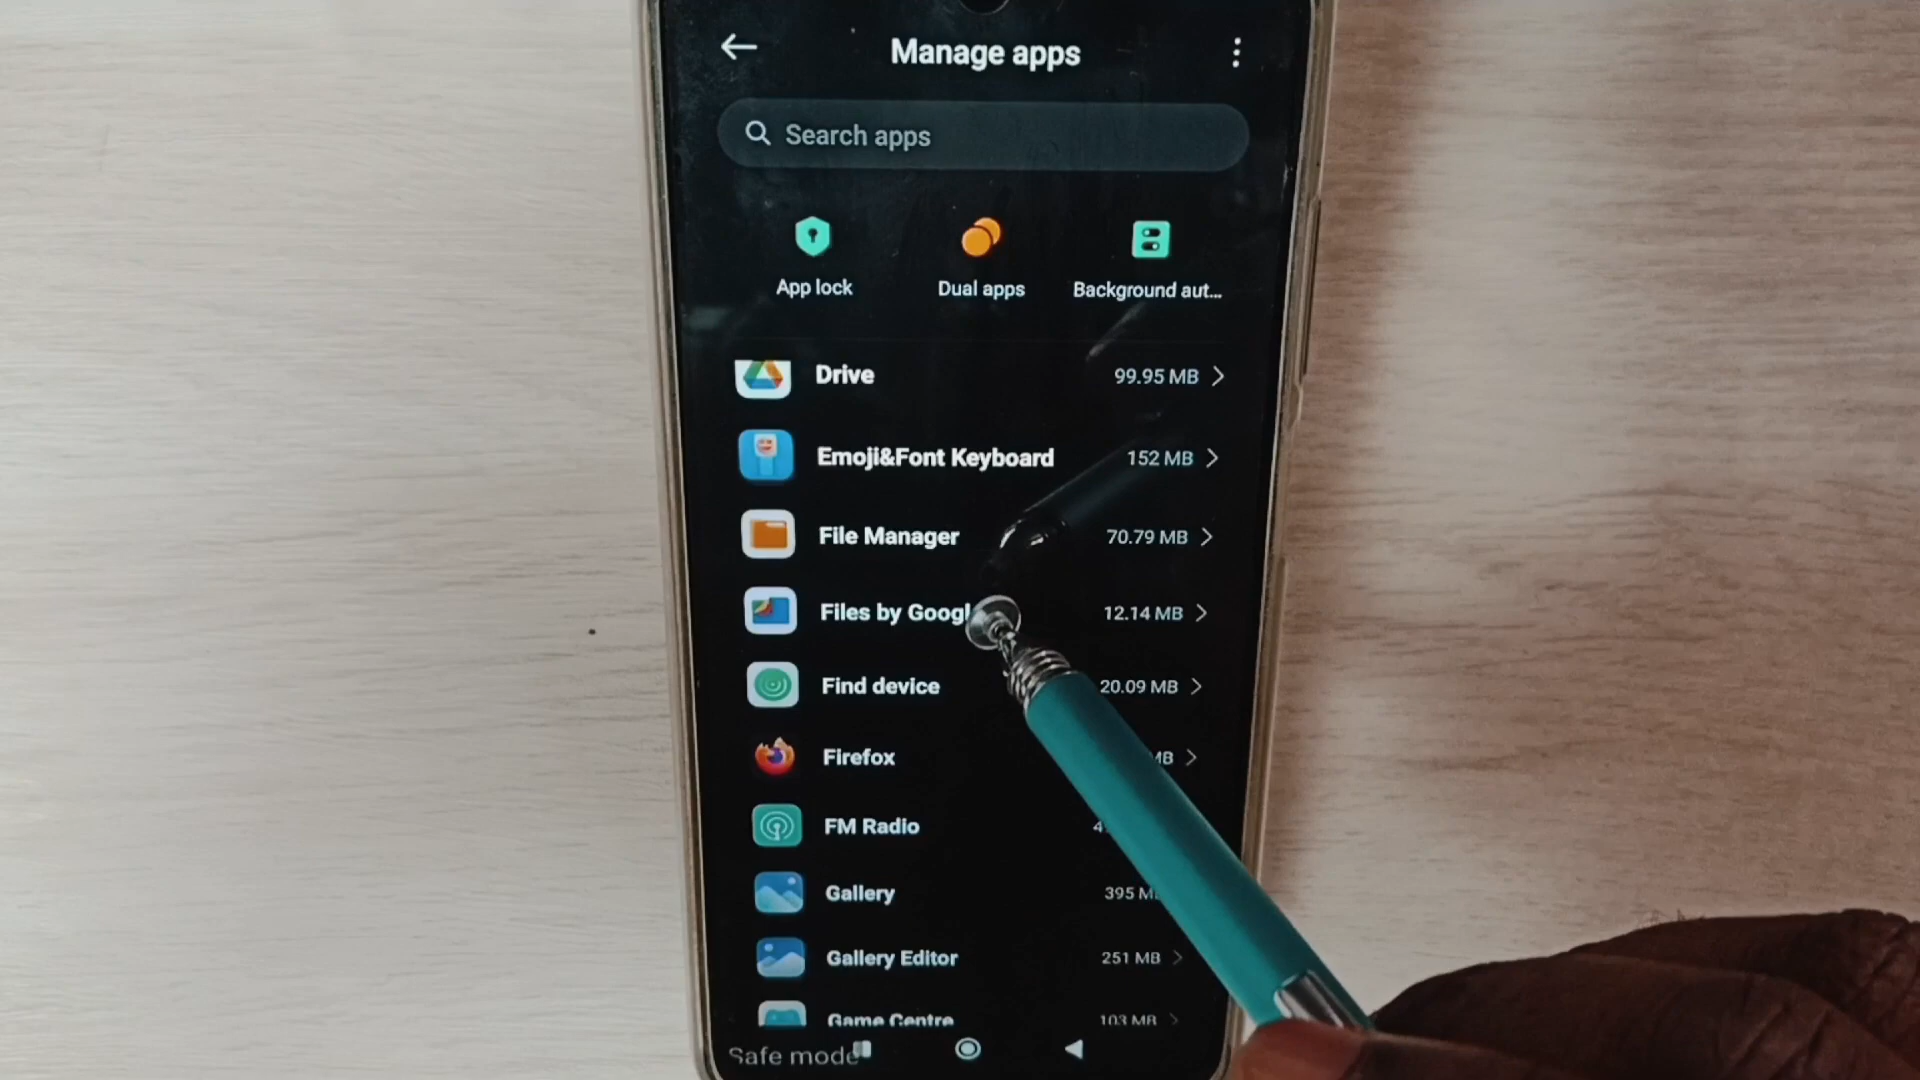 Manage apps
Search apps
App lock
Dual apps
Background aut...
Drive 99.95 MB
Emoji&Font Keyboard 152 MB
File Manager 70.79 MB
Files by Googl 12.14 MB
Find device 20.09 MB
Firefox MB
FM Radio
Gallery 395 M
Gallery Editor 251 MB
Game Centre 103 MB
Safe mode